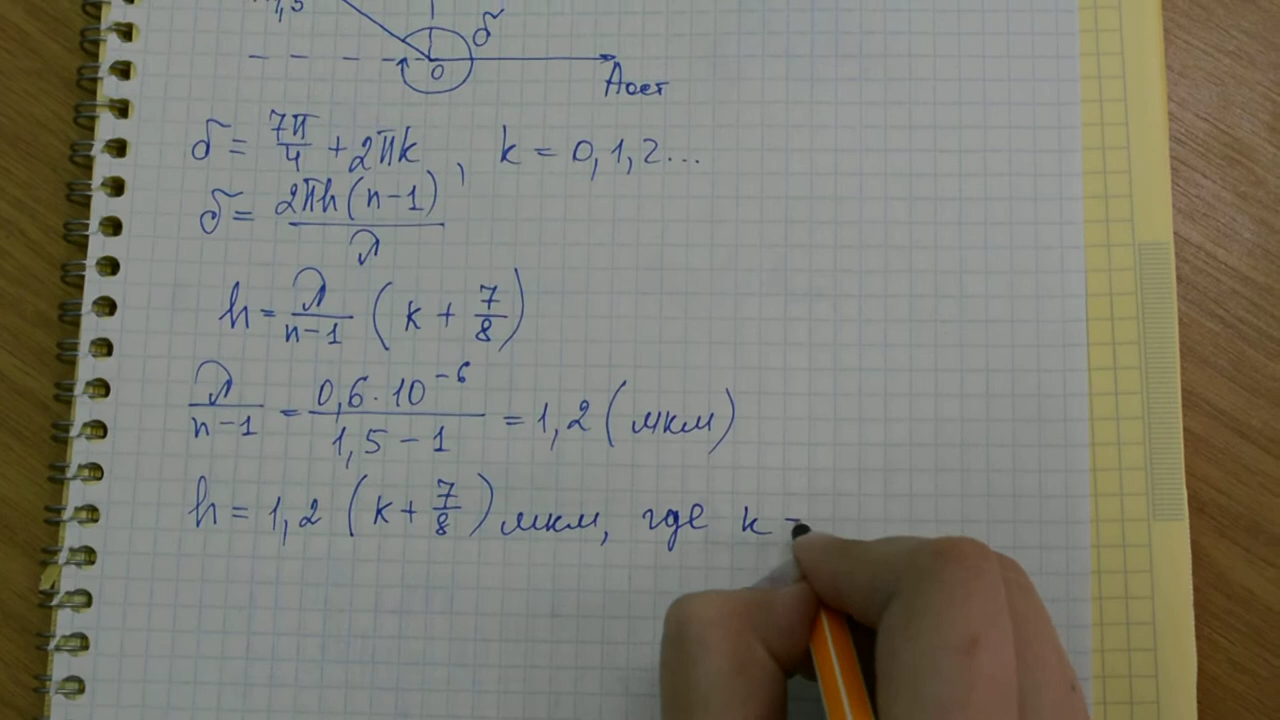 1,5
δ
0
Aост
δ = 7π/4 + 2πk, k = 0, 1, 2...
δ = 2πh(n-1)/λ
h = λ/(n-1) (k + 7/8)
λ/(n-1) = 0,6·10⁻⁶/(1,5-1) = 1,2 (мкм)
h = 1,2 (k + 7/8) мкм, где k =